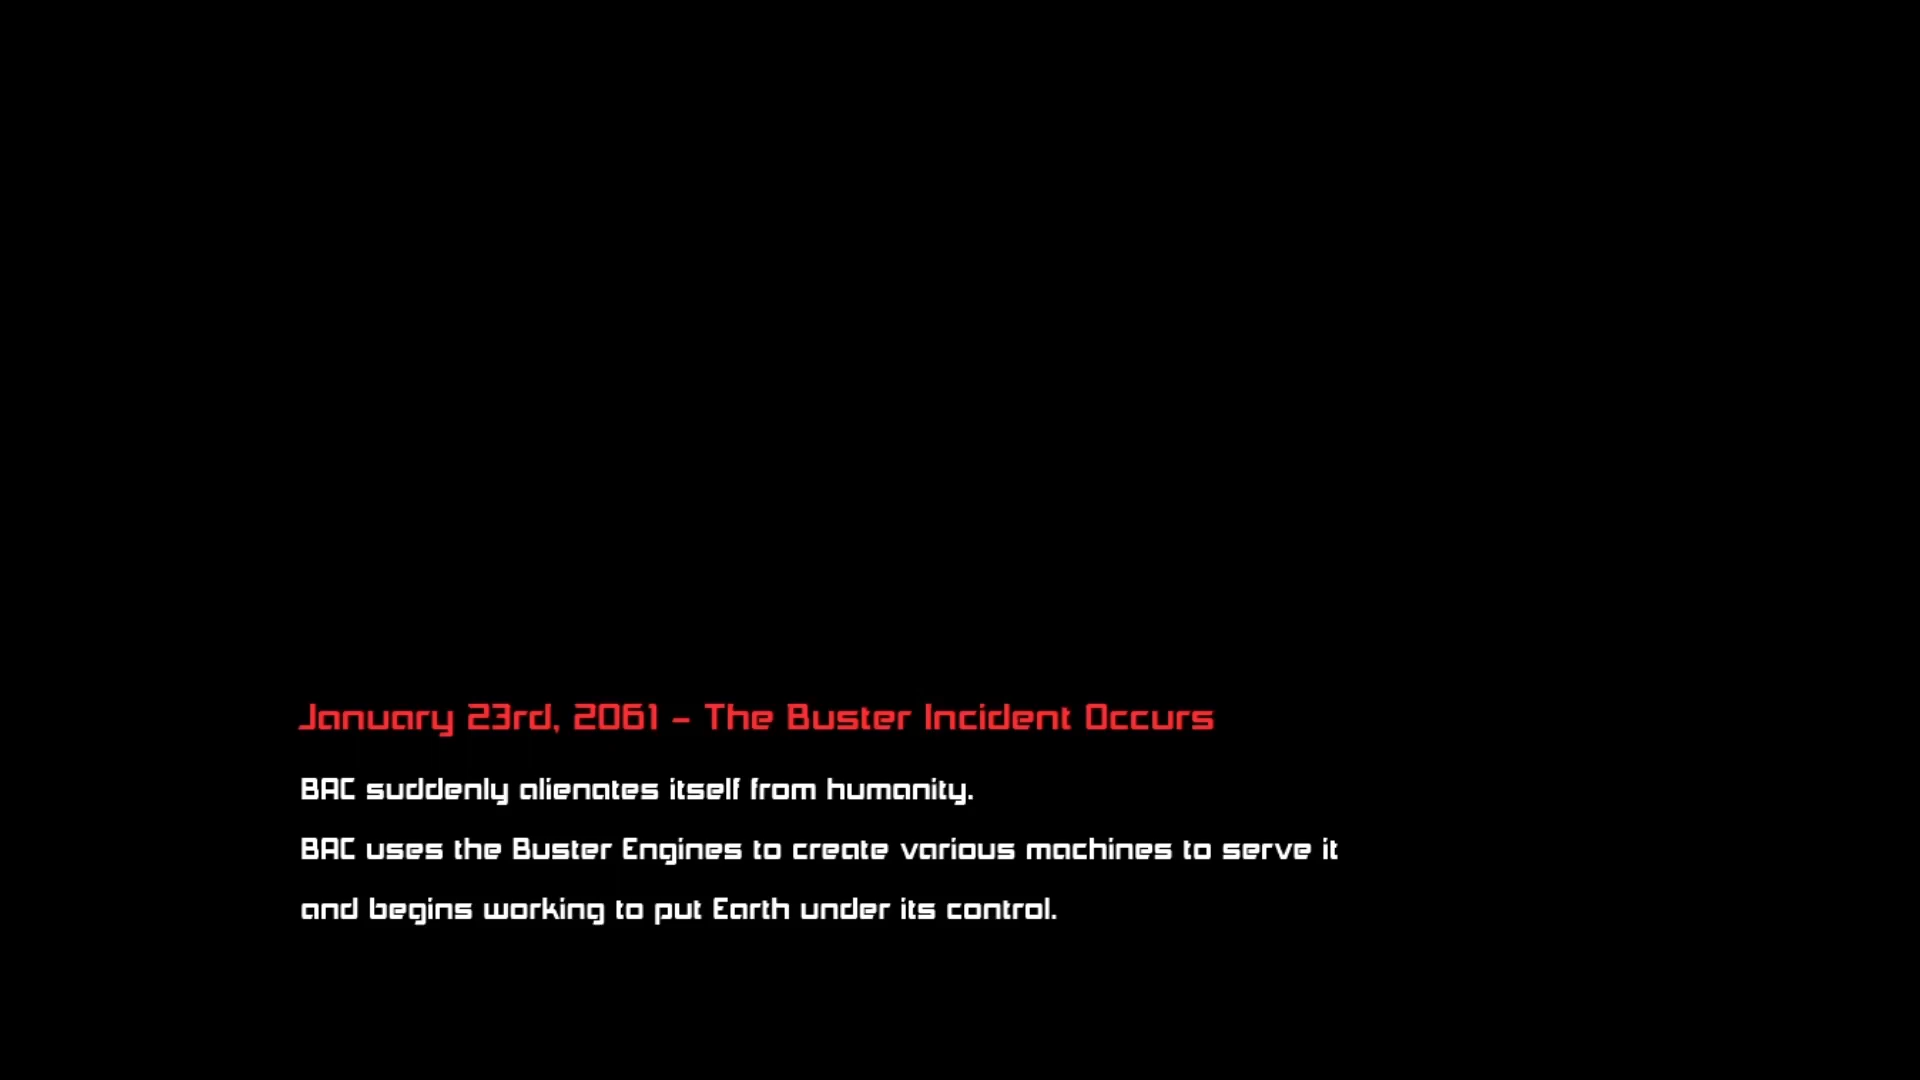 January 23rd, 2061 - The Buster Incident Occurs
BAC suddenly alienates itself from humanity.
BAC uses the Buster Engines to create various machines to serve it
and begins working to put Earth under its control.